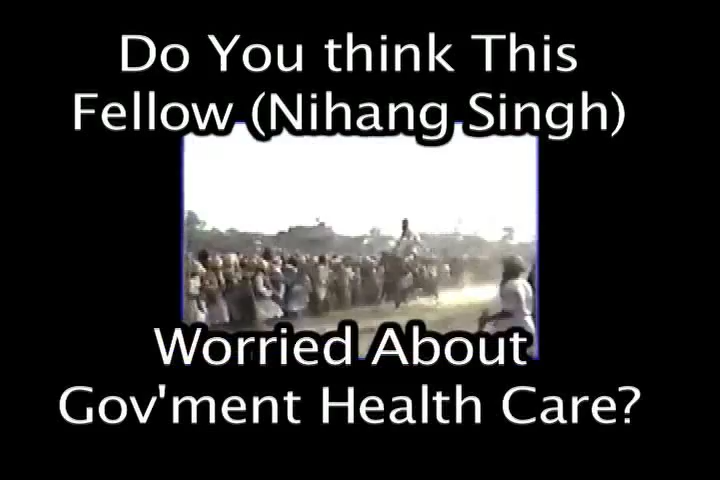 Do You think This
Fellow (Nihang Singh)
Worried About
Gov'ment Health Care?